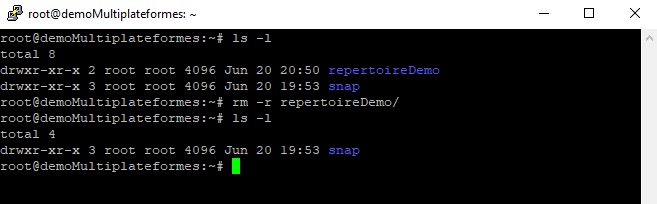 root@demoMultiplateformes: ~
root@demoMultiplateformes:~# ls -l
total 8
drwxr-xr-x 2 root root 4096 Jun 20 20:50 repertoireDemo
drwxr-xr-x 3 root root 4096 Jun 20 19:53 snap
root@demoMultiplateformes:~# rm -r repertoireDemo/
root@demoMultiplateformes:~# ls -l
total 4
drwxr-xr-x 3 root root 4096 Jun 20 19:53 snap
root@demoMultiplateformes:~#